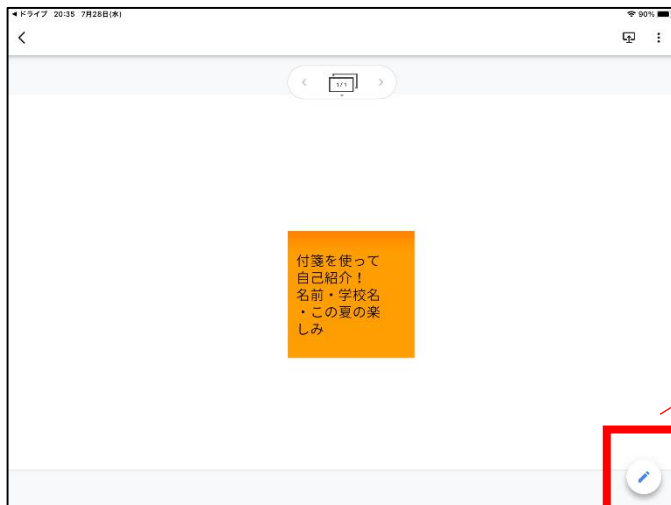 ◀ドライブ 20:35 7月28日(水) 90%
1/1
付箋を使って
自己紹介！
名前・学校名
・この夏の楽
しみ